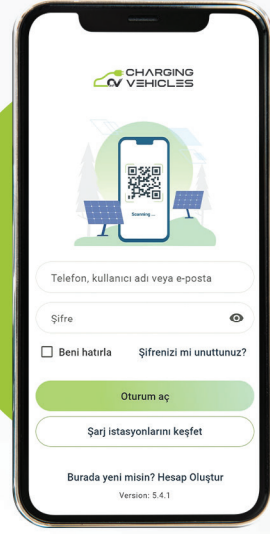 CHARGING
VEHICLES
Scanning ...
Telefon, kullanıcı adı veya e-posta
Şifre
Beni hatırla Şifrenizi mi unuttunuz?
Oturum aç
Şarj istasyonlarını keşfet
Burada yeni misin? Hesap Oluştur
Version: 5.4.1